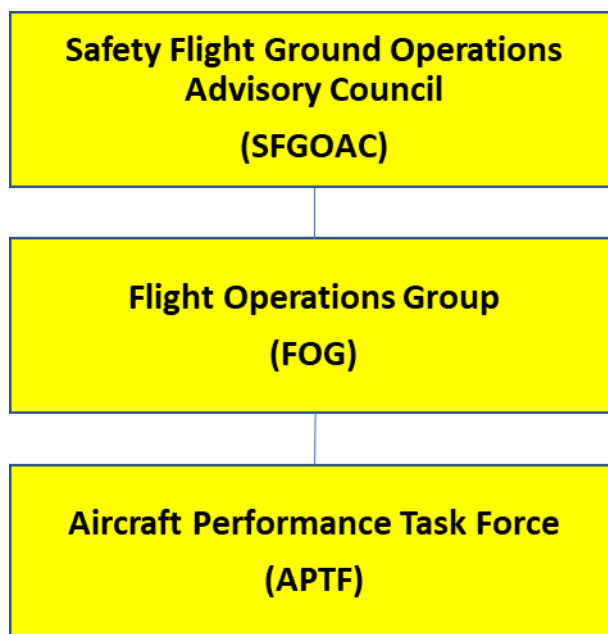 Safety Flight Ground Operations
Advisory Council
(SFGOAC)
Flight Operations Group
(FOG)
Aircraft Performance Task Force
(APTF)